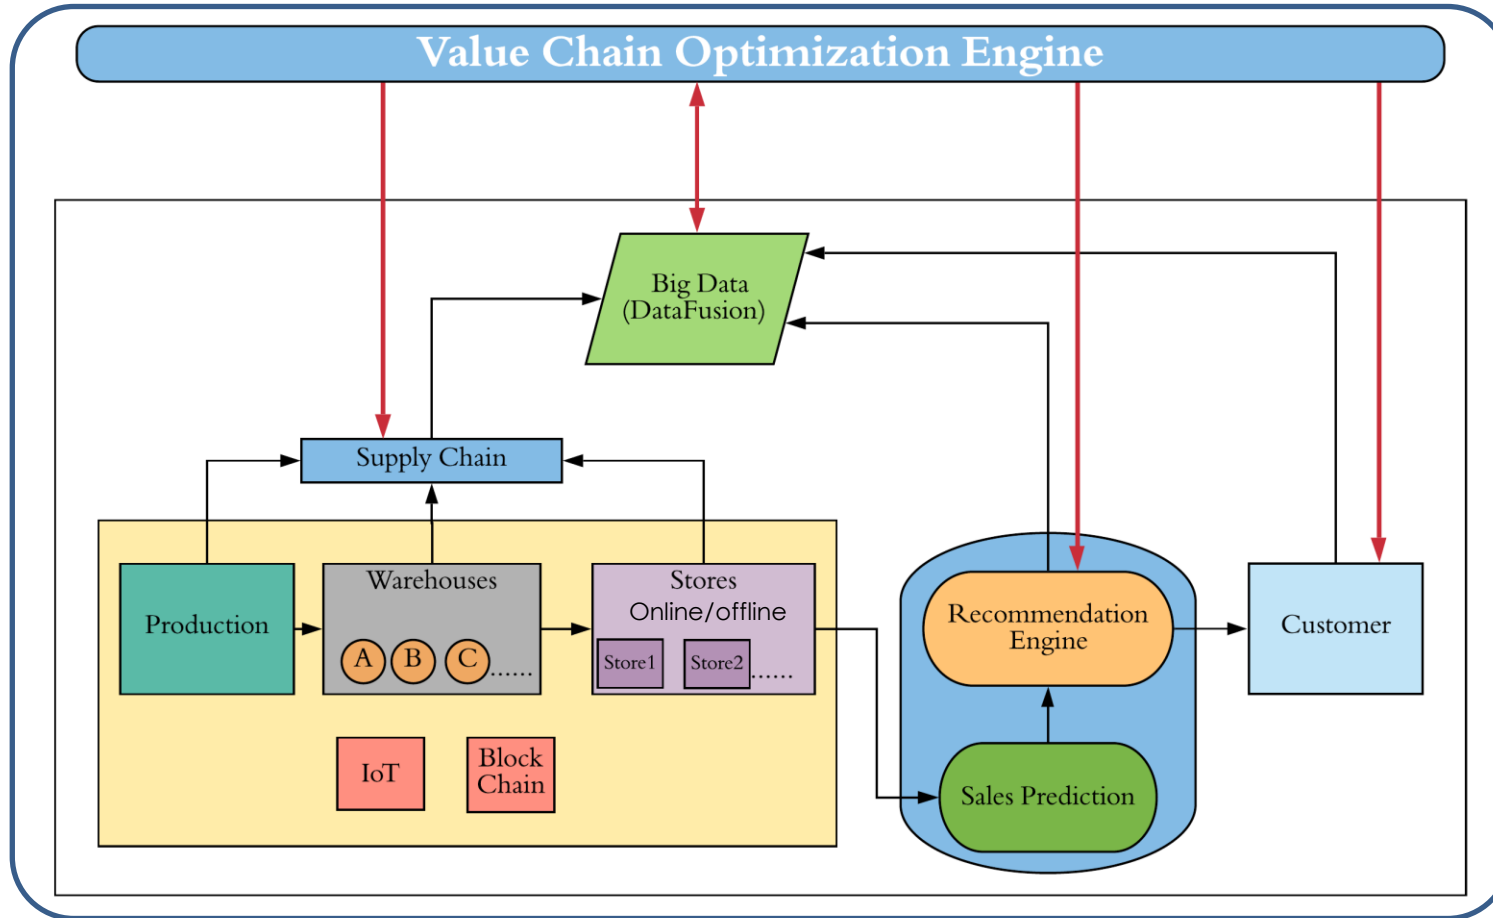 Value Chain Optimization Engine
Big Data
(DataFusion)
Supply Chain
Production
Warehouses
A B C ......
Stores
Online/offline
Store1 Store2 ......
IoT
Block
Chain
Recommendation
Engine
Sales Prediction
Customer